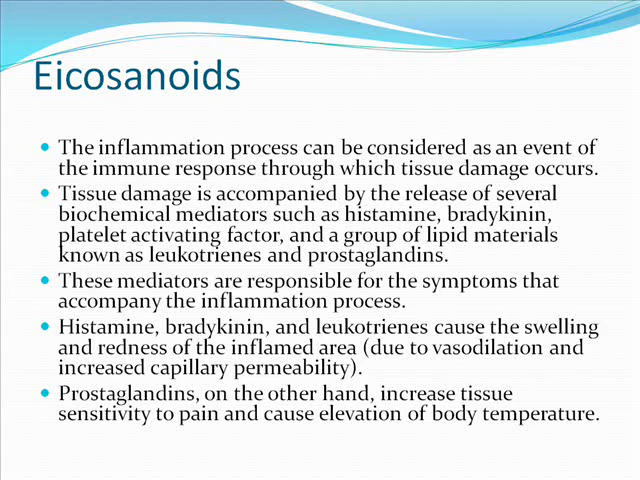 Eicosanoids
• The inflammation process can be considered as an event of
the immune response through which tissue damage occurs.
• Tissue damage is accompanied by the release of several
biochemical mediators such as histamine, bradykinin,
platelet activating factor, and a group of lipid materials
known as leukotrienes and prostaglandins.
• These mediators are responsible for the symptoms that
accompany the inflammation process.
• Histamine, bradykinin, and leukotrienes cause the swelling
and redness of the inflamed area (due to vasodilation and
increased capillary permeability).
• Prostaglandins, on the other hand, increase tissue
sensitivity to pain and cause elevation of body temperature.